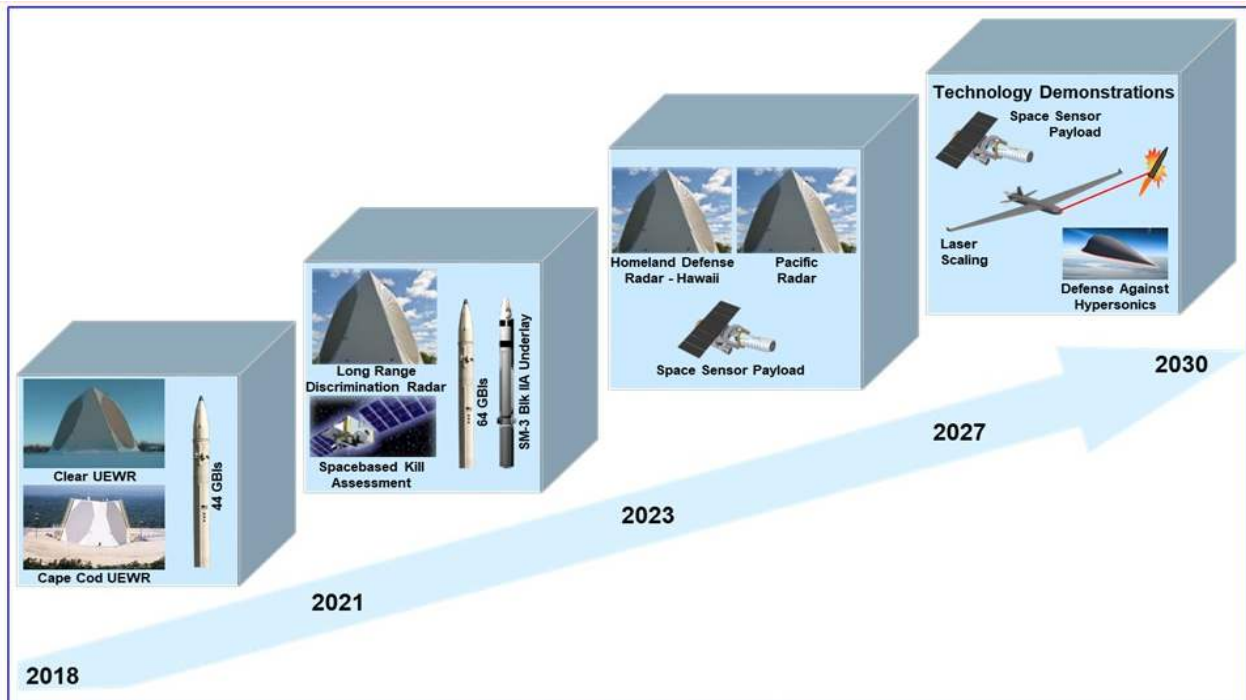 Clear UEWR
Cape Cod UEWR
44 GBIs
Long Range
Discrimination Radar
Spacebased Kill
Assessment
64 GBIs
SM-3 Blk IIA Underlay
Homeland Defense
Radar - Hawaii
Pacific
Radar
Space Sensor Payload
Technology Demonstrations
Space Sensor
Payload
Laser
Scaling
Defense Against
Hypersonics
2018
2021
2023
2027
2030